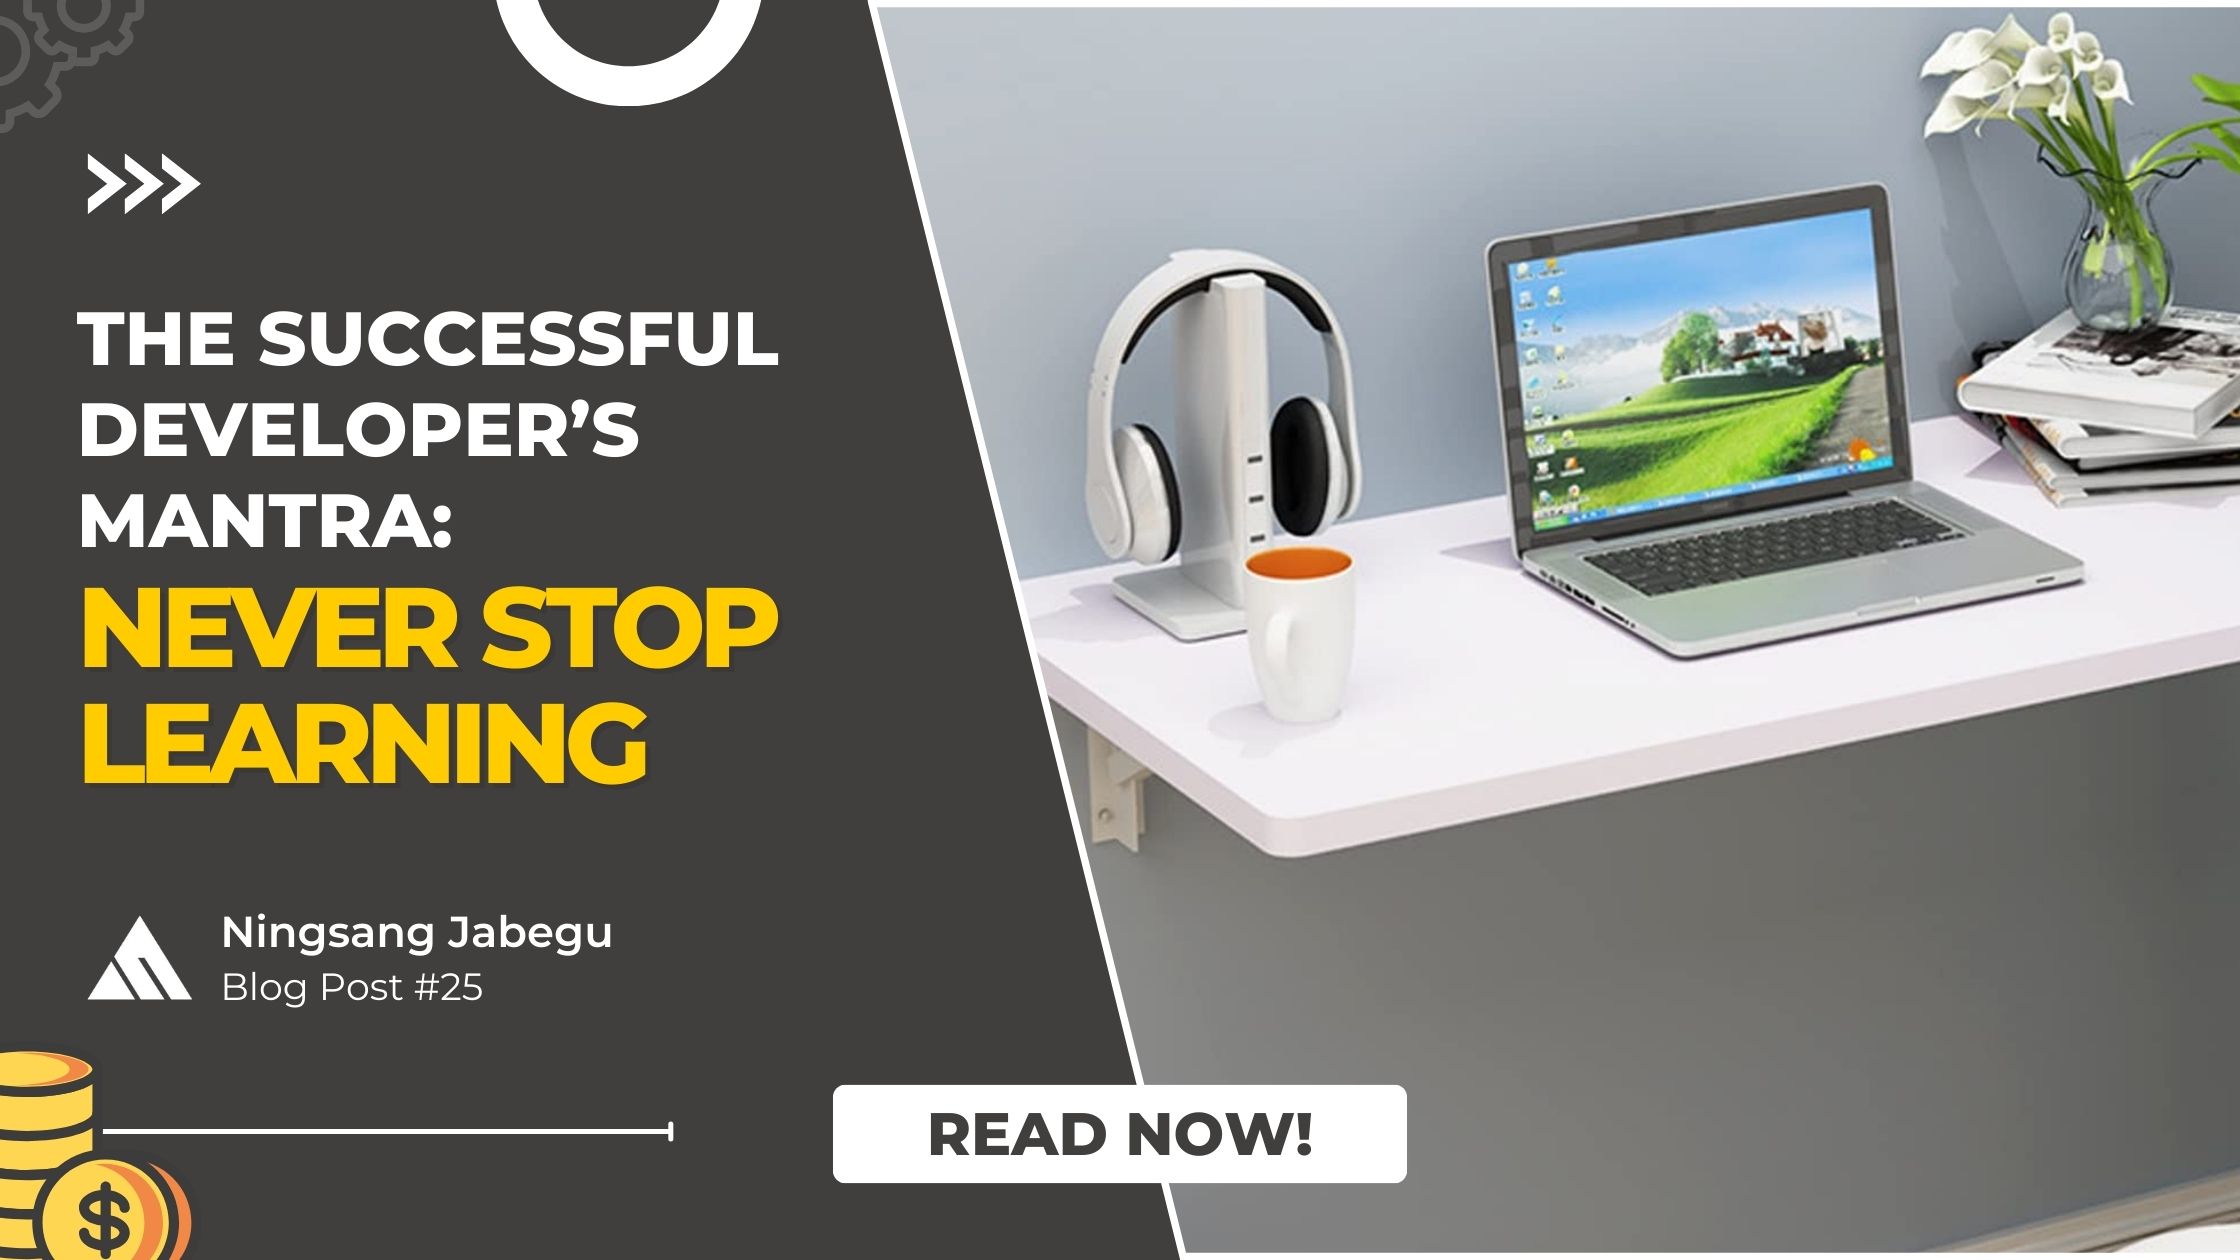 THE SUCCESSFUL
DEVELOPER’S
MANTRA:
NEVER STOP
LEARNING
Ningsang Jabegu
Blog Post #25
READ NOW!
$